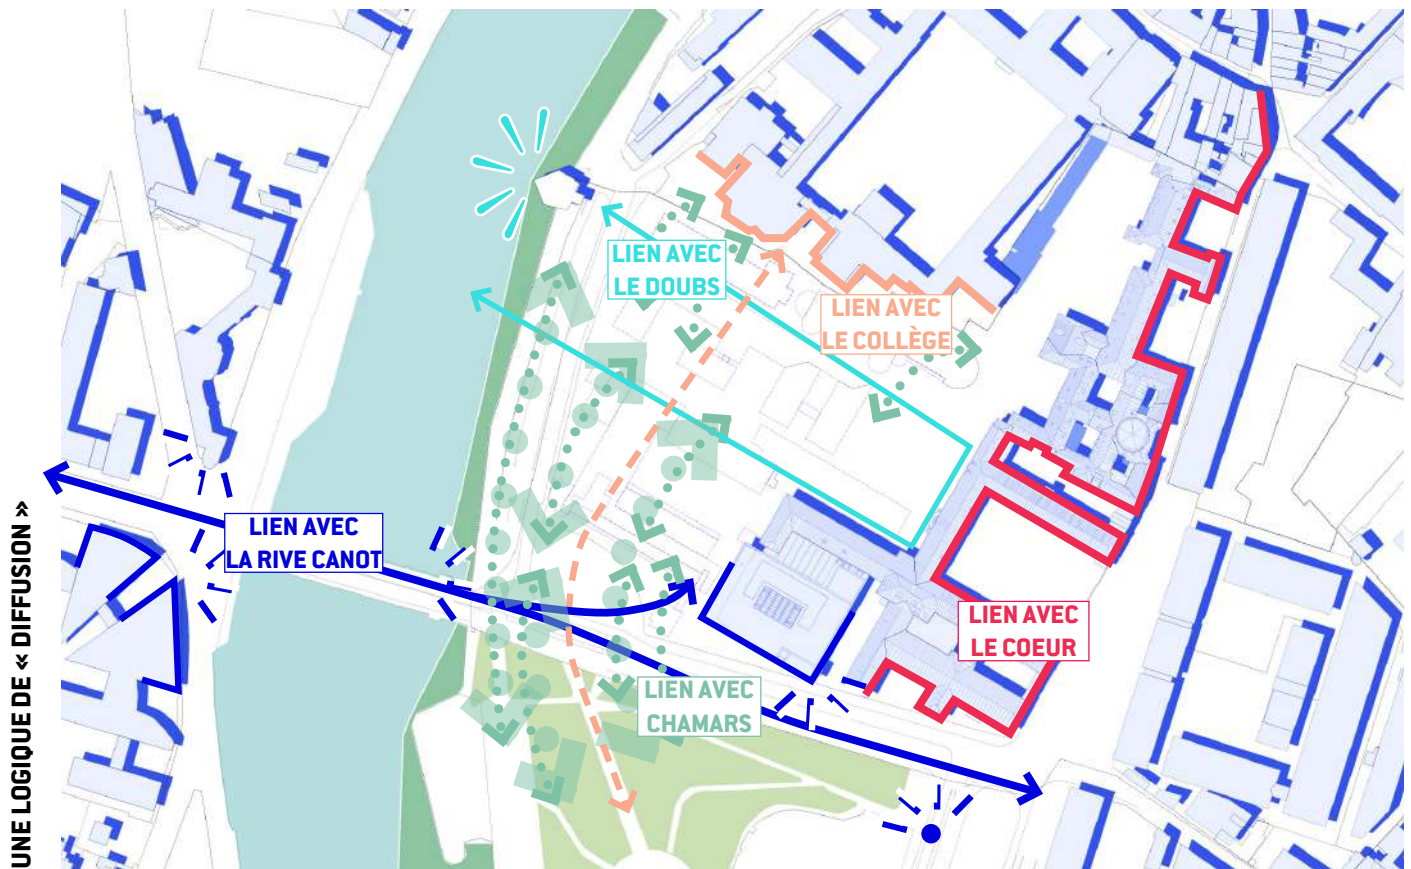 LIEN AVEC
LE DOUBS
LIEN AVEC
LE COLLÈGE
LIEN AVEC
LA RIVE CANOT
LIEN AVEC
LE COEUR
LIEN AVEC
CHAMARS
UNE LOGIQUE DE « DIFFUSION »